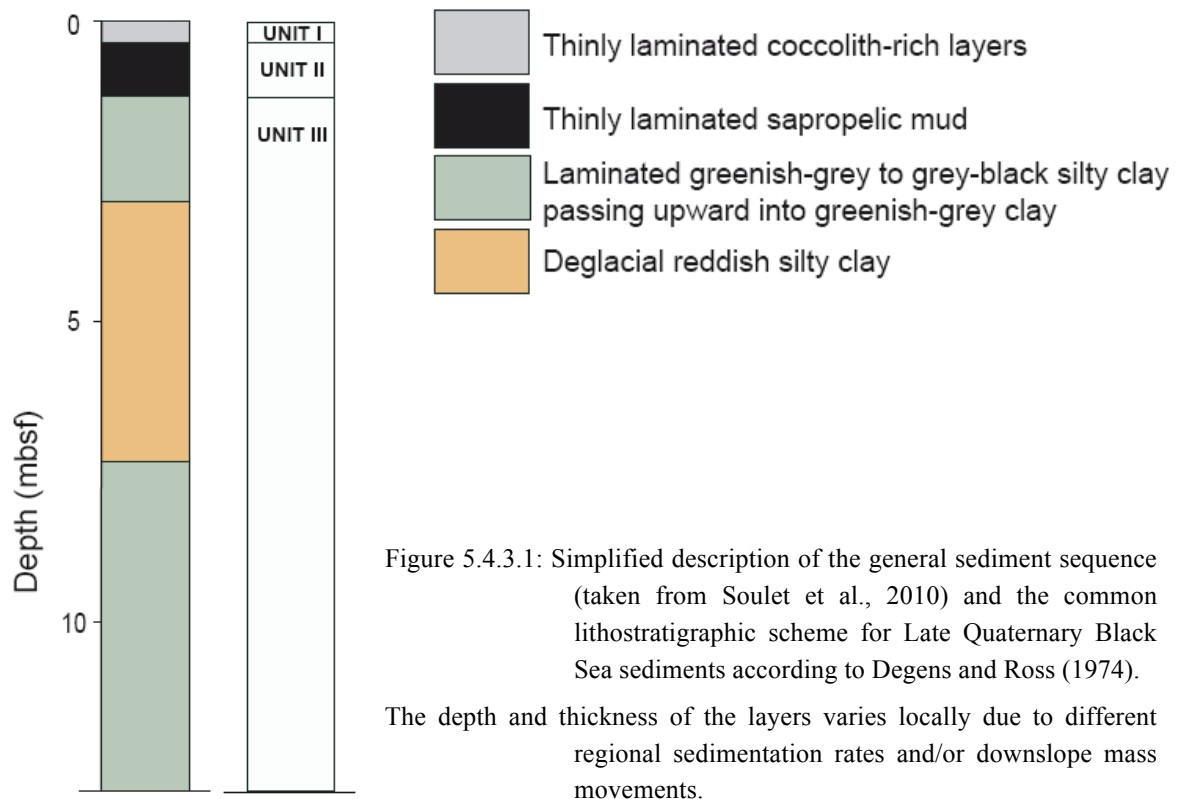 0
5
10
Depth (mbsf)
UNIT I
UNIT II
UNIT III
Thinly laminated coccolith-rich layers
Thinly laminated sapropelic mud
Laminated greenish-grey to grey-black silty clay
passing upward into greenish-grey clay
Deglacial reddish silty clay
Figure 5.4.3.1: Simplified description of the general sediment sequence
(taken from Soulet et al., 2010) and the common
lithostratigraphic scheme for Late Quaternary Black
Sea sediments according to Degens and Ross (1974).
The depth and thickness of the layers varies locally due to different
regional sedimentation rates and/or downslope mass
movements.